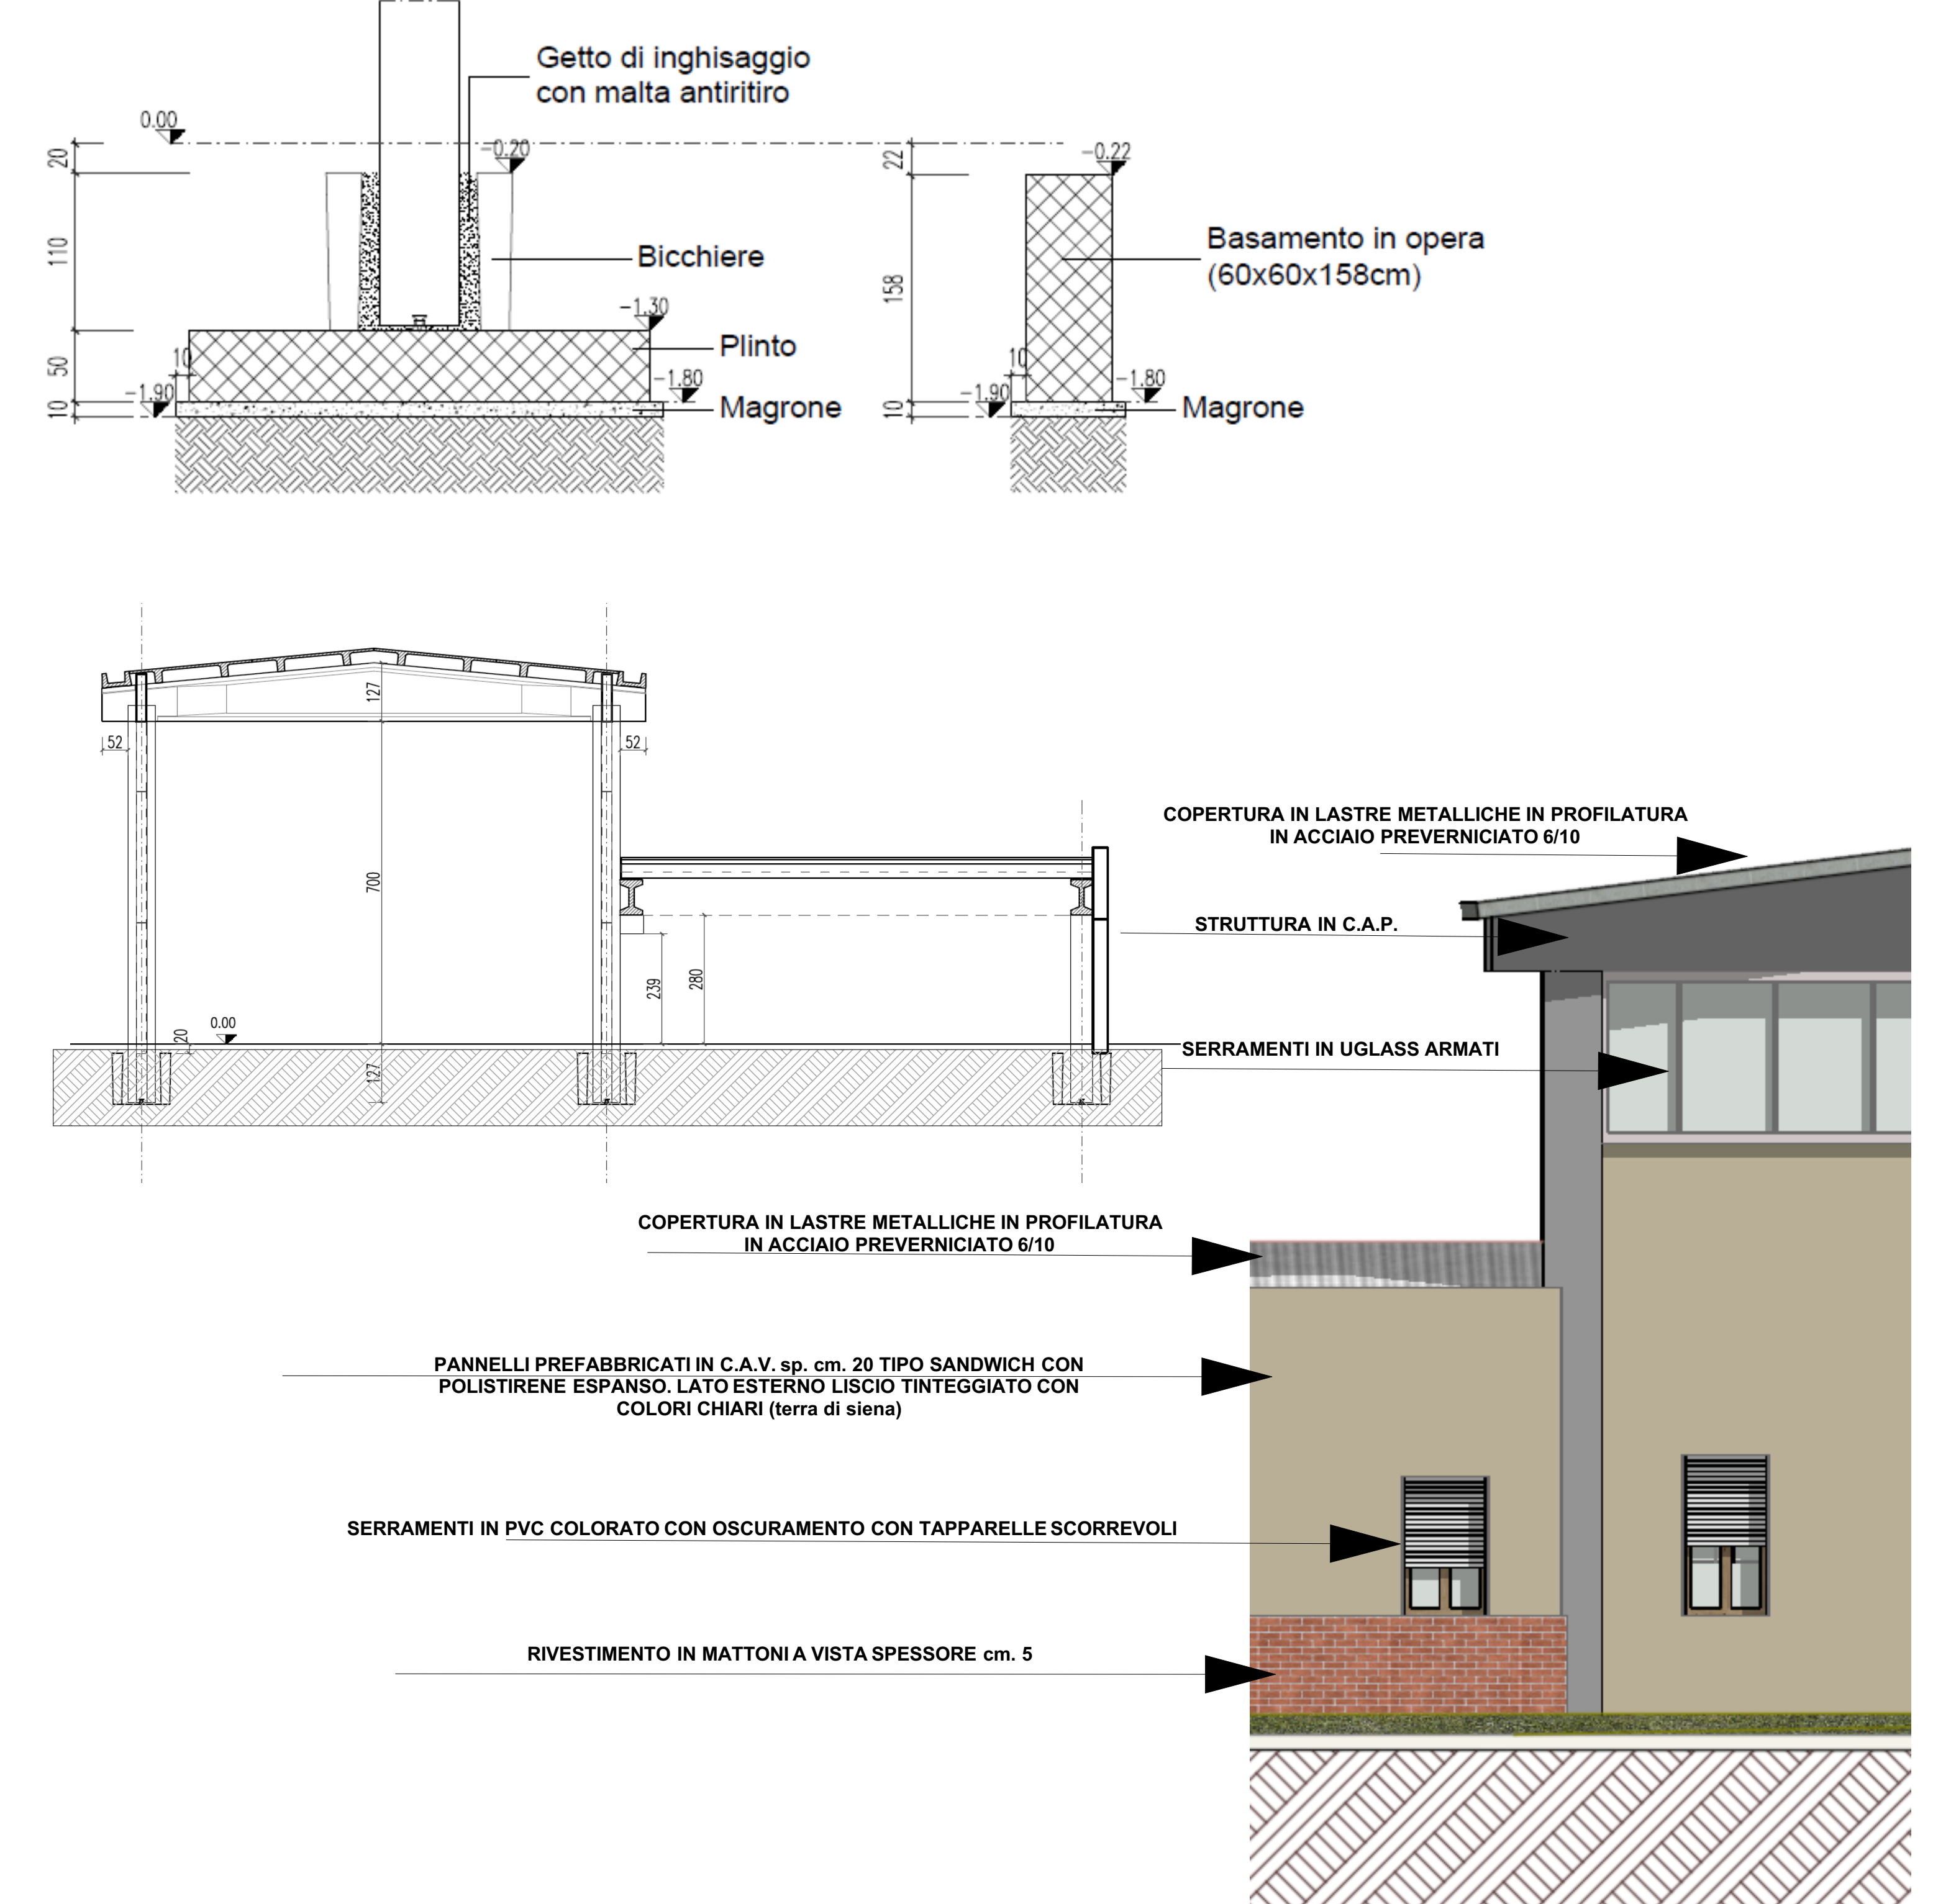 Getto di inghisaggio
con malta antiritiro
0.00
-0.20
20
110
50
10
10
Bicchiere
-1.30
Plinto
-1.80
-1.90
Magrone
22
-0.22
158
Basamento in opera
(60x60x158cm)
10
-1.90
-1.80
10
Magrone
127
52
52
700
239
280
0.00
20
127
COPERTURA IN LASTRE METALLICHE IN PROFILATURA
IN ACCIAIO PREVERNICIATO 6/10
STRUTTURA IN C.A.P.
SERRAMENTI IN UGLASS ARMATI
COPERTURA IN LASTRE METALLICHE IN PROFILATURA
IN ACCIAIO PREVERNICIATO 6/10
PANNELLI PREFABBRICATI IN C.A.V. sp. cm. 20 TIPO SANDWICH CON
POLISTIRENE ESPANSO. LATO ESTERNO LISCIO TINTEGGIATO CON
COLORI CHIARI (terra di siena)
SERRAMENTI IN PVC COLORATO CON OSCURAMENTO CON TAPPARELLE SCORREVOLI
RIVESTIMENTO IN MATTONI A VISTA SPESSORE cm. 5